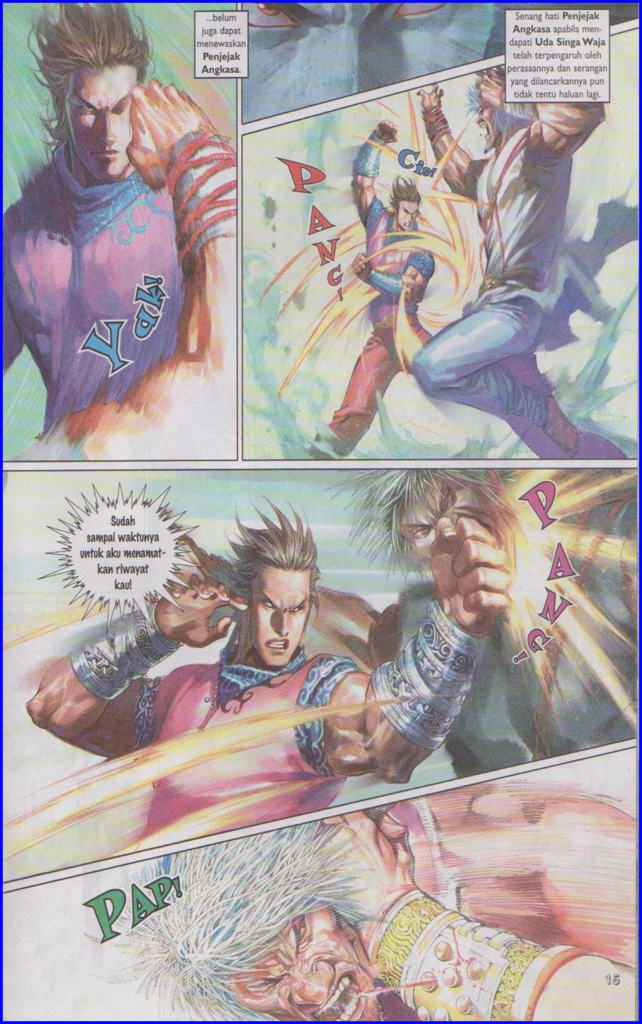 ...belum
juga dapat
menewaskan
Penjejak
Angkasa.
Senang hati Penjejak
Angkasa apabila men-
dapati Uda Singa Waja
telah terpengaruh oleh
perasaannya dan serangan
yang dilancarkannya pun
tidak tentu haluan lagi.
Yah!
PANG!
Cis!
Sudah
sampai waktunya
untuk aku menamat-
kan riwayat
kau!
PANG!
PAP!
15